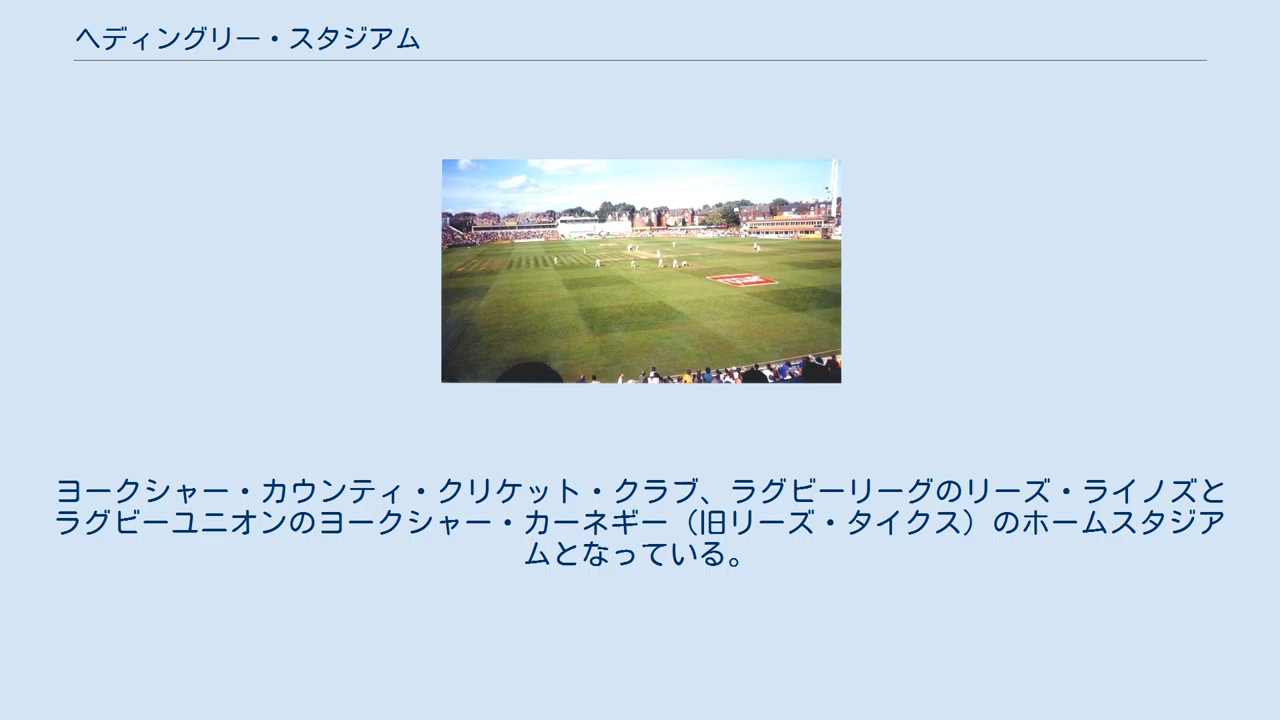 ヘディングリー・スタジアム
ヨークシャー・カウンティ・クリケット・クラブ、ラグビーリーグのリーズ・ライノズと
ラグビーユニオンのヨークシャー・カーネギー（旧リーズ・タイクス）のホームスタジア
ムとなっている。